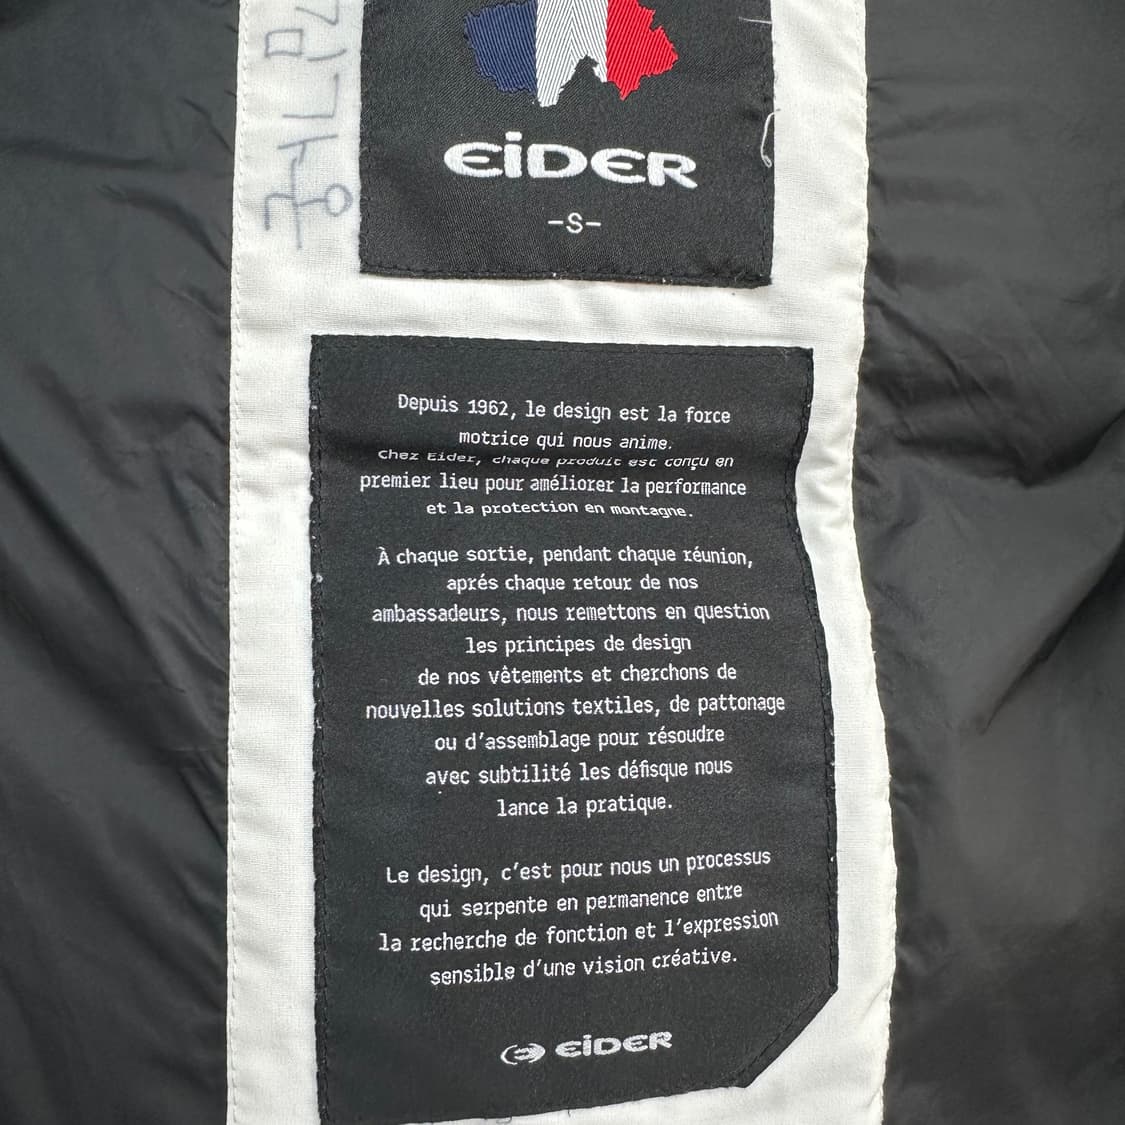 EiDER
-S-
Depuis 1962, le design est la force
motrice qui nous anime.
Chez Eider, chaque produit est conçu en
premier lieu pour améliorer la performance
et la protection en montagne.
À chaque sortie, pendant chaque réunion,
aprés chaque retour de nos
ambassadeurs, nous remettons en question
les principes de design
de nos vêtements et cherchons de
nouvelles solutions textiles, de pattonage
ou d'assemblage pour résoudre
avec subtilité les défisque nous
lance la pratique.
Le design, c'est pour nous un processus
qui serpente en permanence entre
la recherche de fonction et l'expression
sensible d'une vision créative.
EiDER